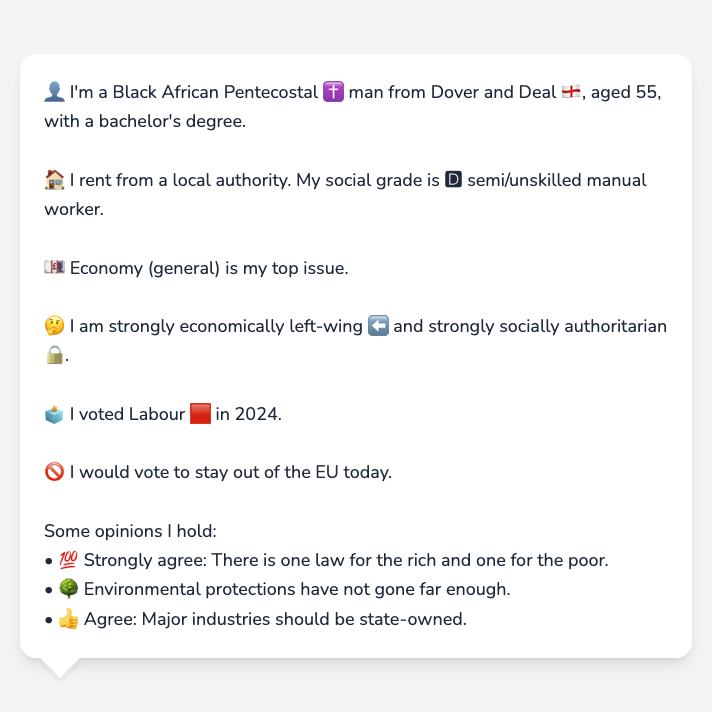 👤 I'm a Black African Pentecostal ✝️ man from Dover and Deal 🏴󠁧󠁢󠁥󠁮󠁧󠁿, aged 55,
with a bachelor's degree.
🏠 I rent from a local authority. My social grade is 🅳 semi/unskilled manual
worker.
💷 Economy (general) is my top issue.
🤔 I am strongly economically left-wing ⬅️ and strongly socially authoritarian
🔒.
🗳️ I voted Labour 🟥 in 2024.
🚫 I would vote to stay out of the EU today.
Some opinions I hold:
• 💯 Strongly agree: There is one law for the rich and one for the poor.
• 🌳 Environmental protections have not gone far enough.
• 👍 Agree: Major industries should be state-owned.